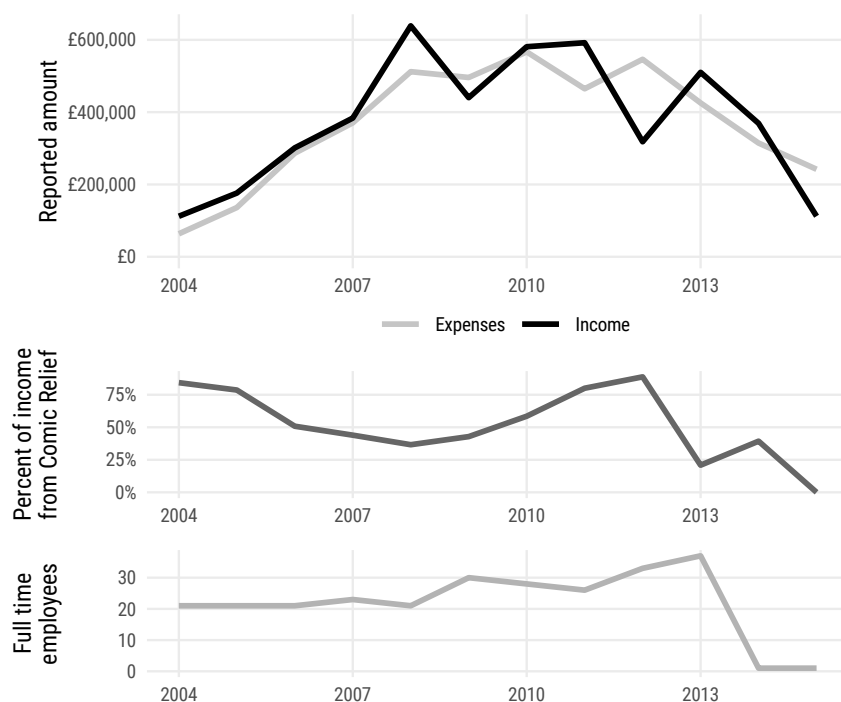 Reported amount
£600,000
£400,000
£200,000
£0
2004 2007 2010 2013
Expenses Income
Percent of income
from Comic Relief
75%
50%
25%
0%
2004 2007 2010 2013
Full time
employees
30
20
10
0
2004 2007 2010 2013